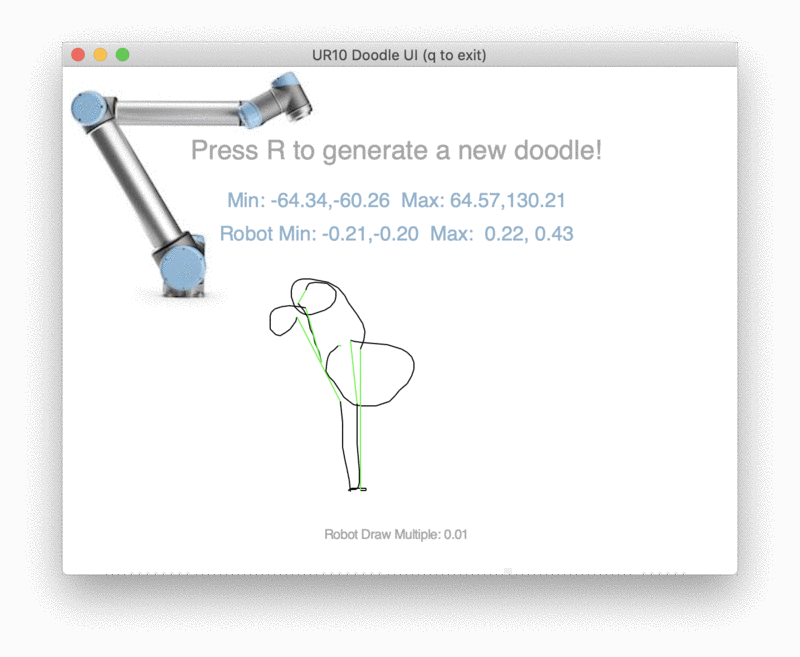 UR10 Doodle UI (q to exit)
Press R to generate a new doodle!
Min: -64.34,-60.26  Max: 64.57,130.21
Robot Min: -0.21,-0.20  Max:  0.22, 0.43
Robot Draw Multiple: 0.01